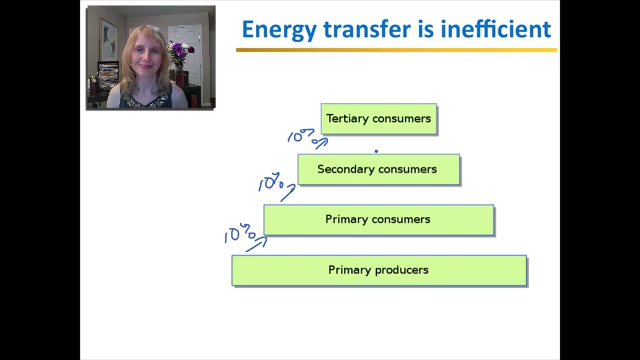 Energy transfer is inefficient
Tertiary consumers
10%
Secondary consumers
10%
Primary consumers
10%
Primary producers